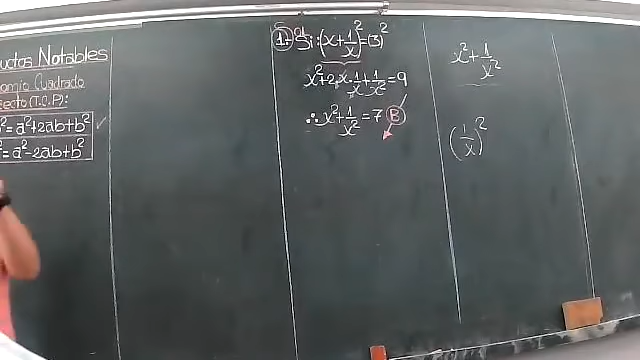 uctos Notables
omio Cuadrado
fecto (T.C.P):
² = a²+2ab+b²
² = a²-2ab+b²
1. Si: (x+1/x)²=(3)²
x²+2.x.1/x+1/x²=9
∴ x²+1/x²=7 B
x²+1/x²
(1/x)²